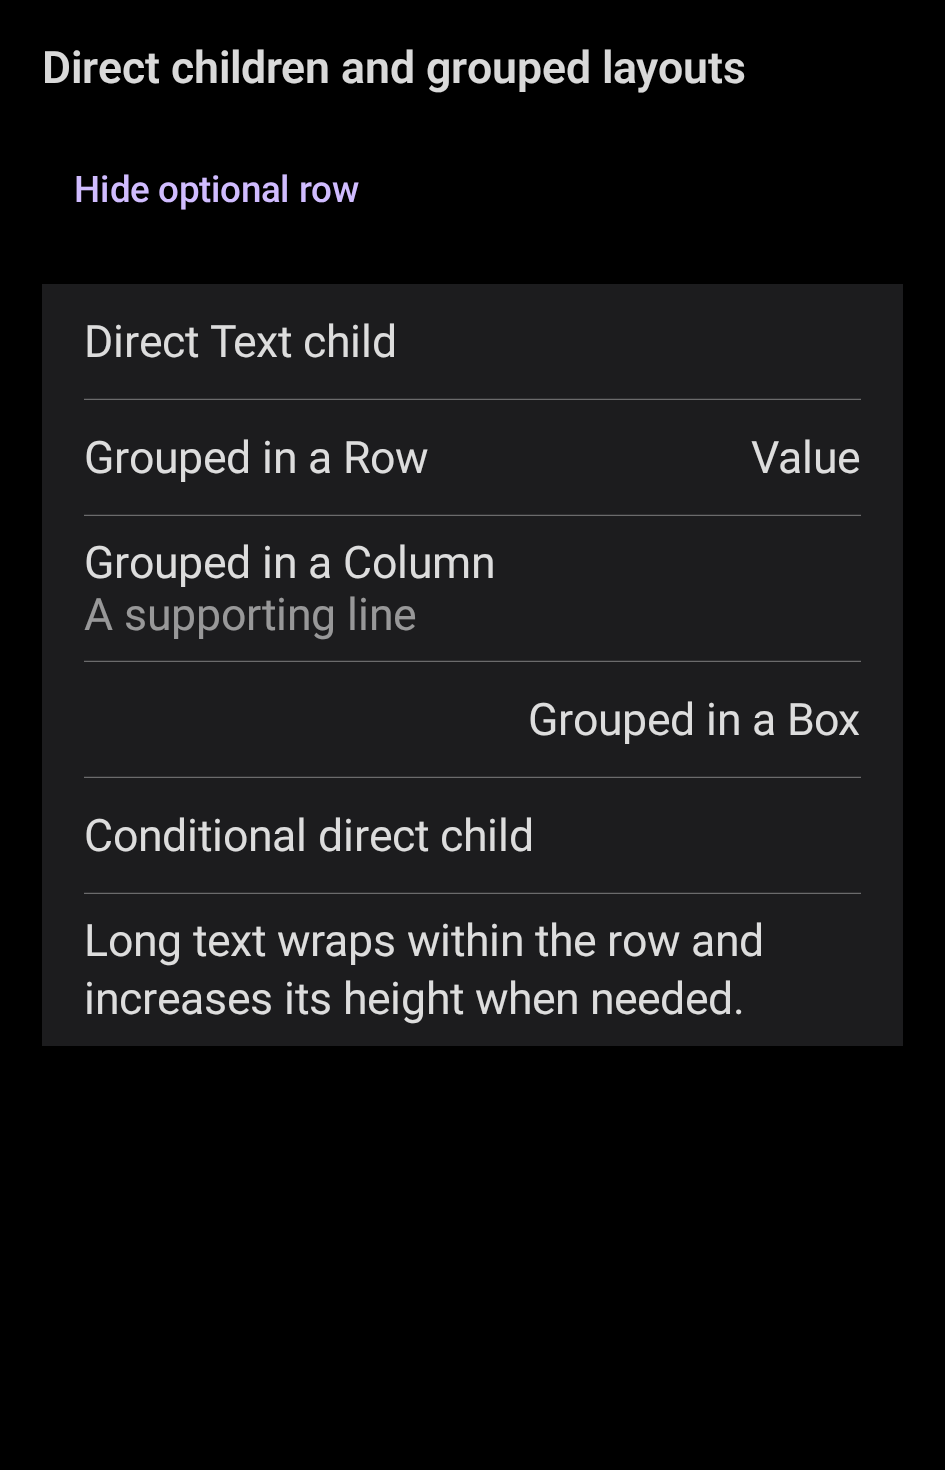 Direct children and grouped layouts
Hide optional row
Direct Text child
Grouped in a Row Value
Grouped in a Column
A supporting line
Grouped in a Box
Conditional direct child
Long text wraps within the row and
increases its height when needed.